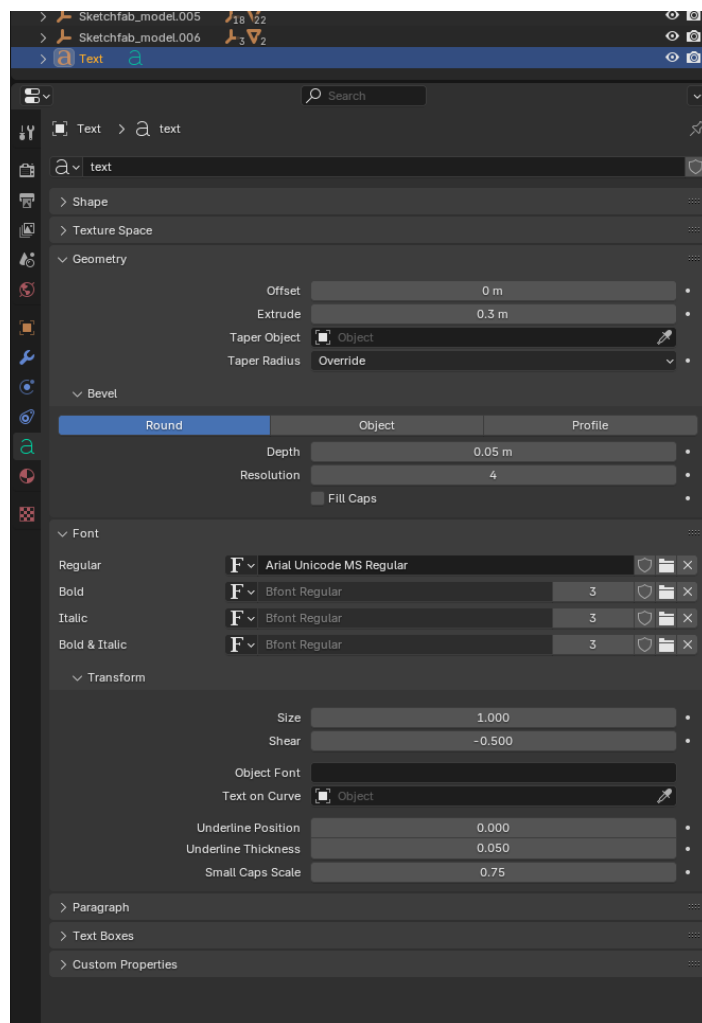 Sketchfab_model.005 18 22
Sketchfab_model.006 3 2
Text
Search
Text > text
text
Shape
Texture Space
Geometry
Offset 0 m
Extrude 0.3 m
Taper Object Object
Taper Radius Override
Bevel
Round Object Profile
Depth 0.05 m
Resolution 4
Fill Caps
Font
Regular F Arial Unicode MS Regular
Bold F Bfont Regular 3
Italic F Bfont Regular 3
Bold & Italic F Bfont Regular 3
Transform
Size 1.000
Shear -0.500
Object Font
Text on Curve Object
Underline Position 0.000
Underline Thickness 0.050
Small Caps Scale 0.75
Paragraph
Text Boxes
Custom Properties